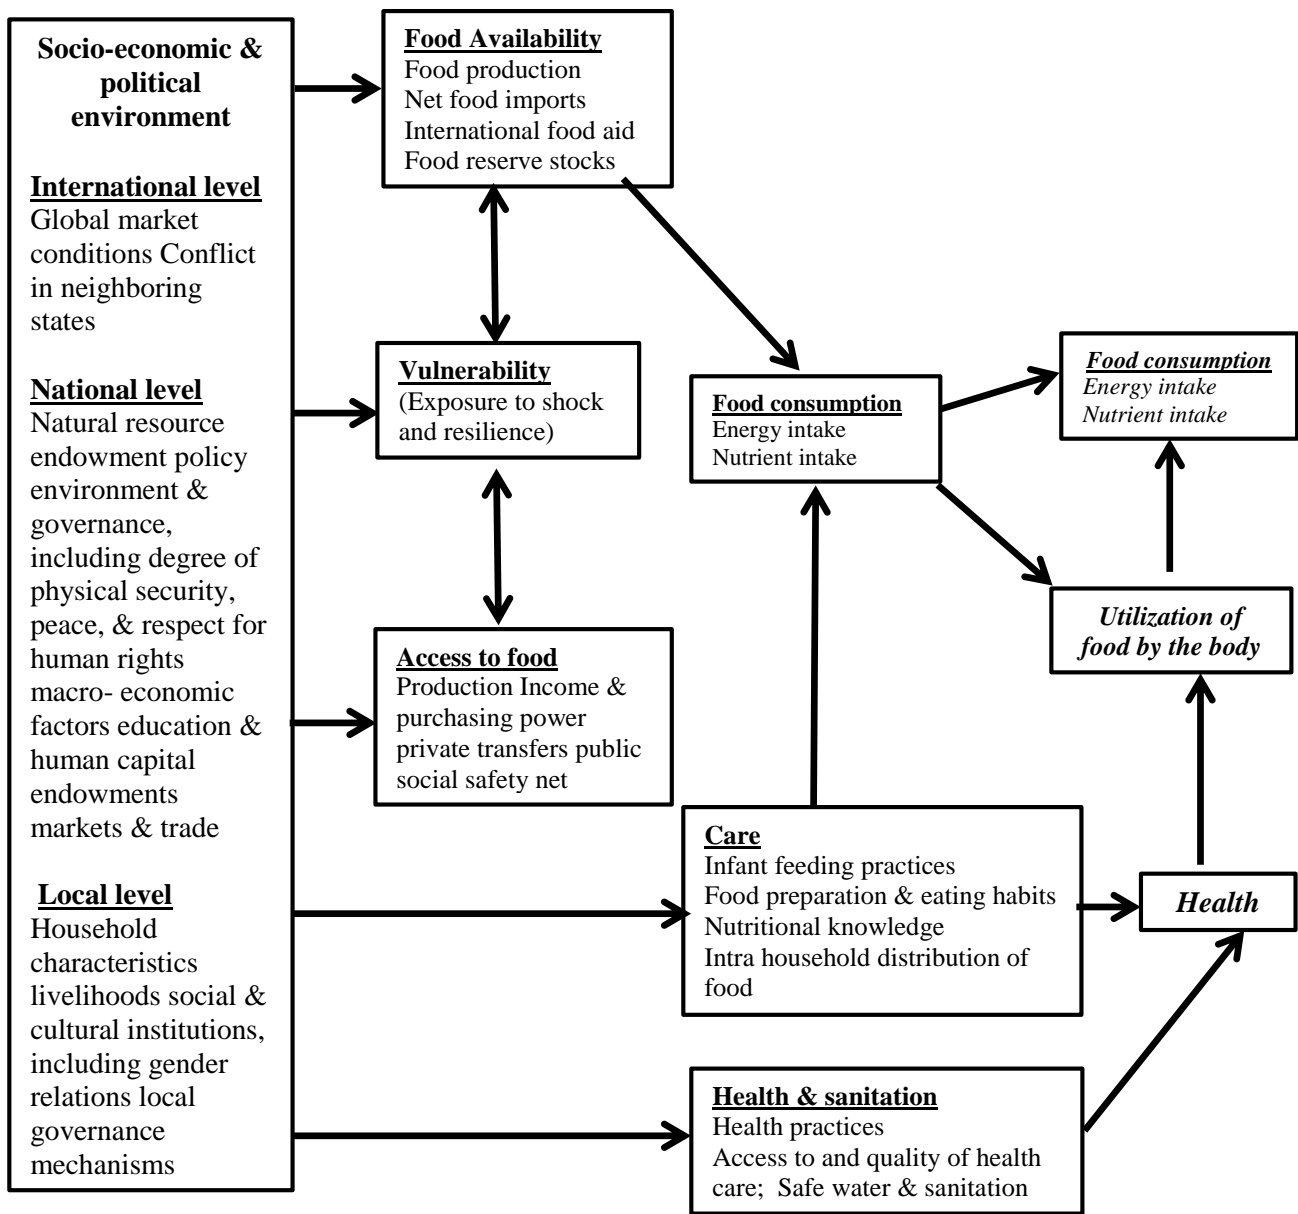 Socio-economic &
political
environment
International level
Global market
conditions Conflict
in neighboring
states
National level
Natural resource
endowment policy
environment &
governance,
including degree of
physical security,
peace, & respect for
human rights
macro- economic
factors education &
human capital
endowments
markets & trade
Local level
Household
characteristics
livelihoods social &
cultural institutions,
including gender
relations local
governance
mechanisms
Food Availability
Food production
Net food imports
International food aid
Food reserve stocks
Vulnerability
(Exposure to shock
and resilience)
Access to food
Production Income &
purchasing power
private transfers public
social safety net
Food consumption
Energy intake
Nutrient intake
Food consumption
Energy intake
Nutrient intake
Utilization of
food by the body
Care
Infant feeding practices
Food preparation & eating habits
Nutritional knowledge
Intra household distribution of
food
Health
Health & sanitation
Health practices
Access to and quality of health
care;  Safe water & sanitation